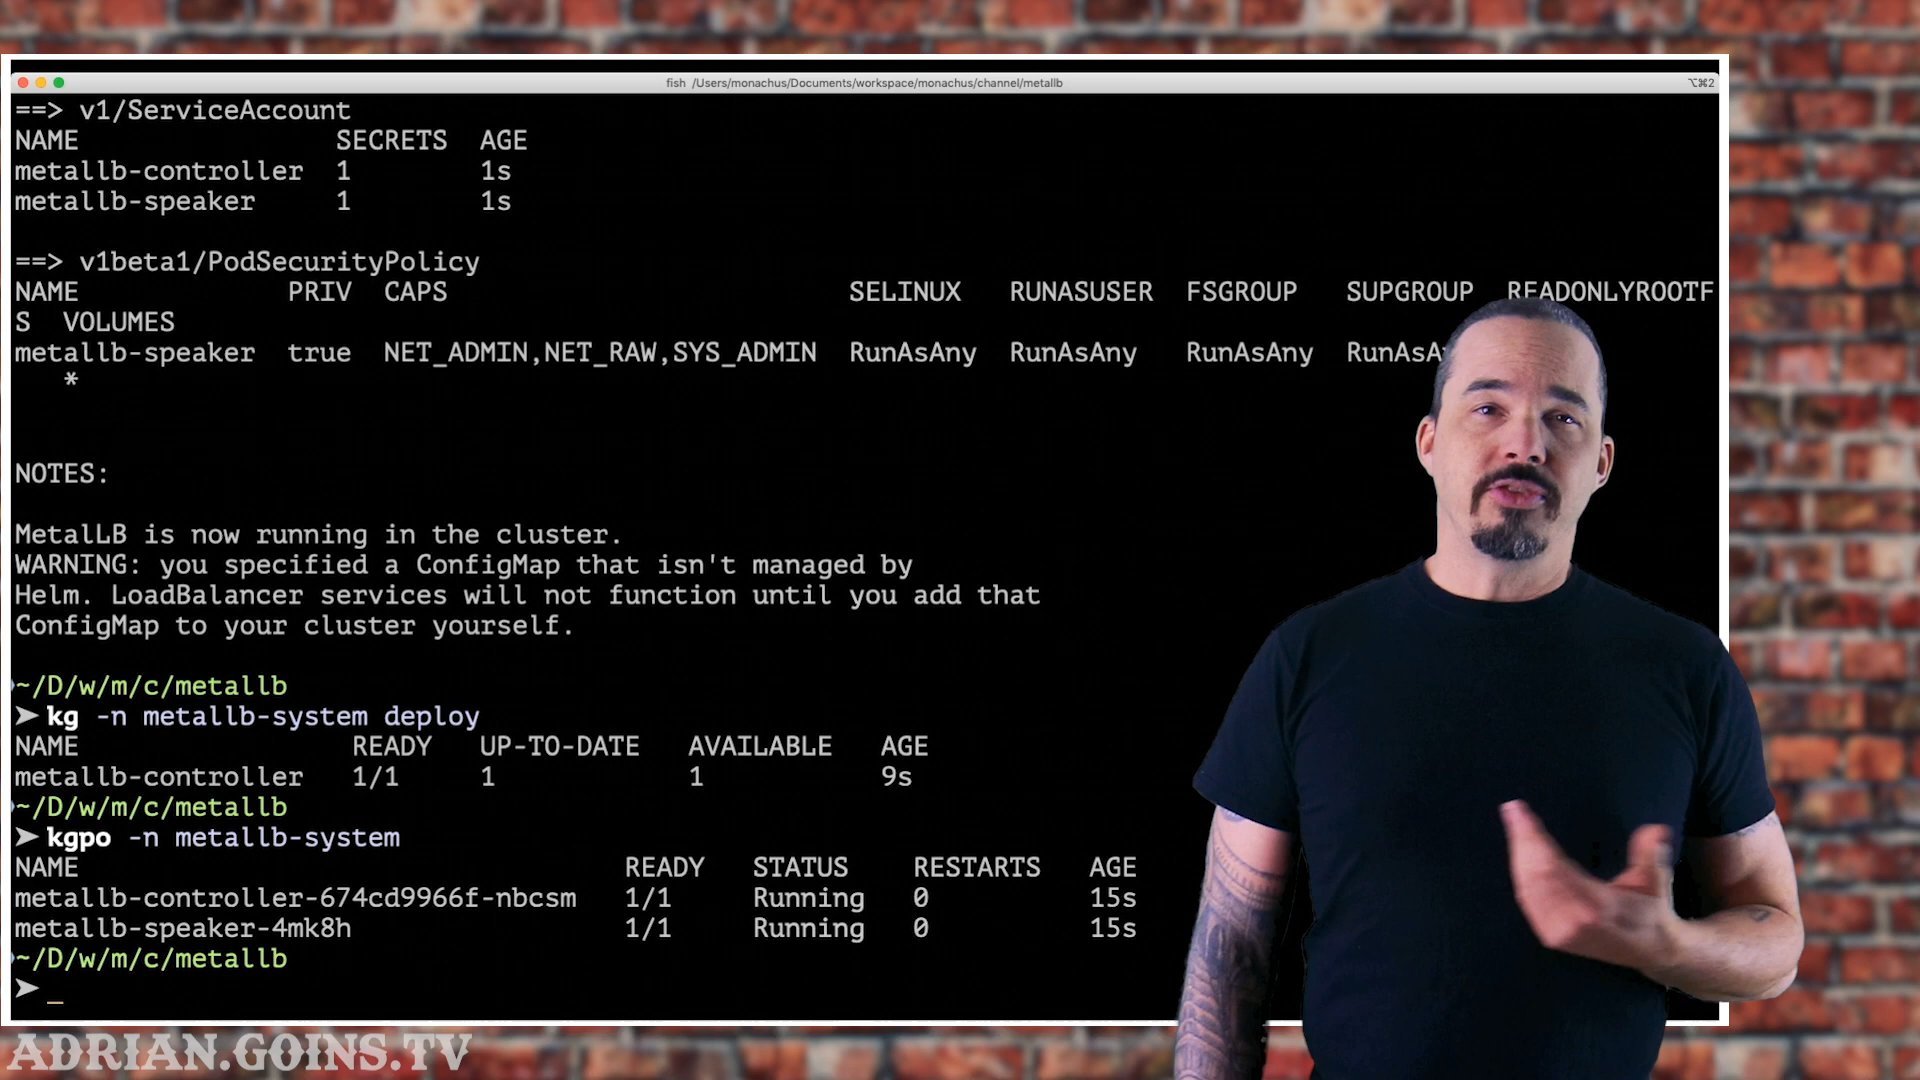 fish /Users/monachus/Documents/workspace/monachus/channel/metallb ⌥⌘2
==> v1/ServiceAccount
NAME SECRETS AGE
metallb-controller 1 1s
metallb-speaker 1 1s
==> v1beta1/PodSecurityPolicy
NAME PRIV CAPS SELINUX RUNASUSER FSGROUP SUPGROUP READONLYROOTF
S VOLUMES
metallb-speaker true NET_ADMIN,NET_RAW,SYS_ADMIN RunAsAny RunAsAny RunAsAny
*
NOTES:
MetalLB is now running in the cluster.
WARNING: you specified a ConfigMap that isn't managed by
Helm. LoadBalancer services will not function until you add that
ConfigMap to your cluster yourself.
~/D/w/m/c/metallb
➤ kg -n metallb-system deploy
NAME READY UP-TO-DATE AVAILABLE AGE
metallb-controller 1/1 1 1 9s
~/D/w/m/c/metallb
➤ kgpo -n metallb-system
NAME READY STATUS RESTARTS AGE
metallb-controller-674cd9966f-nbcsm 1/1 Running 0 15s
metallb-speaker-4mk8h 1/1 Running 0 15s
~/D/w/m/c/metallb
➤ _
ADRIAN.GOINS.TV